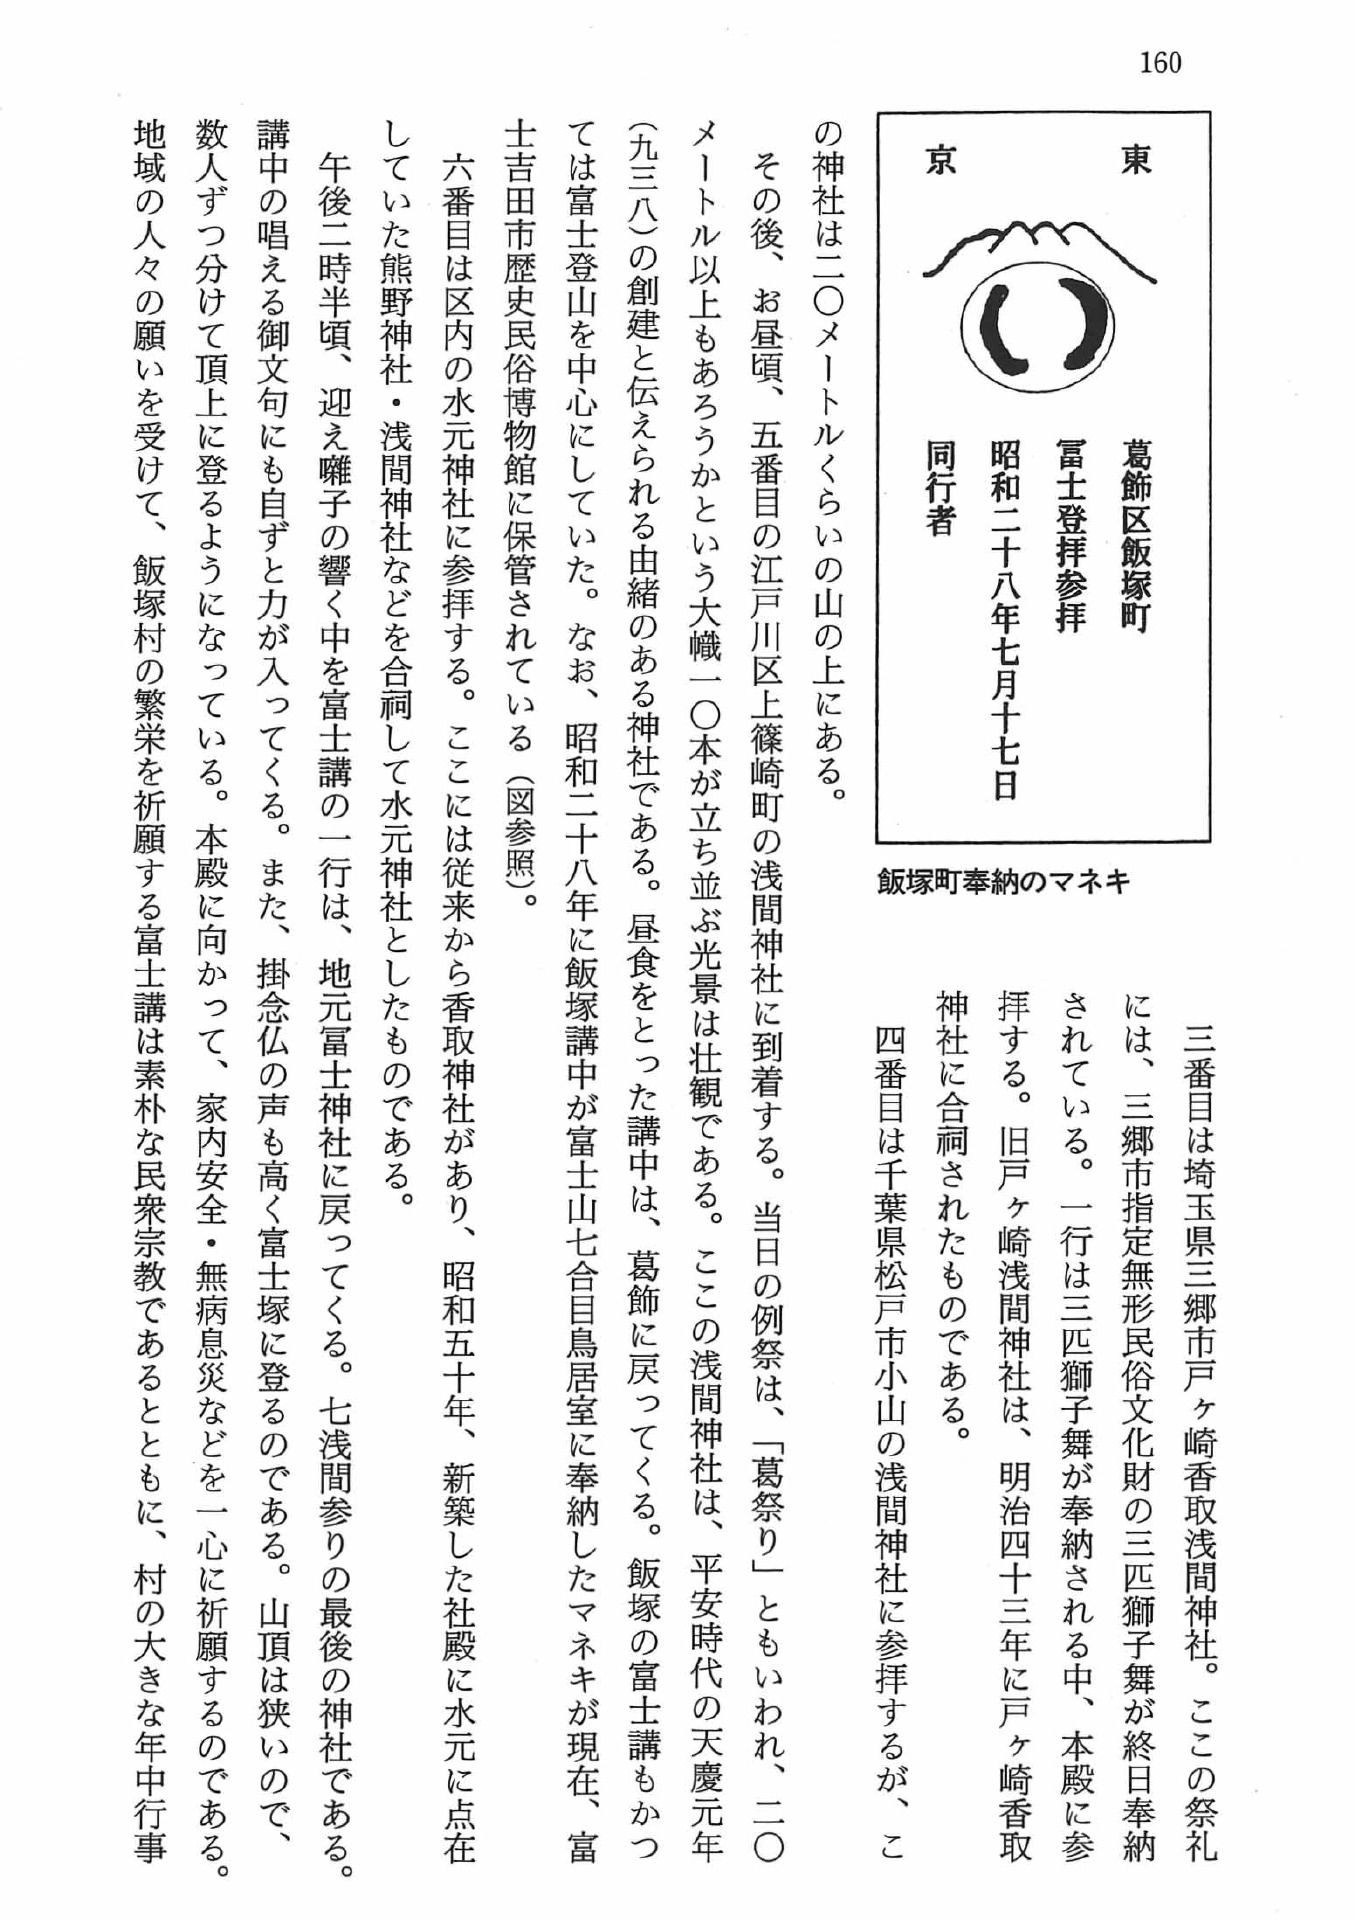 160
東
京
葛飾区飯塚町
冨士登拝参拝
昭和二十八年七月十七日
同行者
飯塚町奉納のマネキ
三番目は埼玉県三郷市戸ヶ崎香取浅間神社。ここの祭礼
には、三郷市指定無形民俗文化財の三匹獅子舞が終日奉納
されている。一行は三匹獅子舞が奉納される中、本殿に参
拝する。旧戸ヶ崎浅間神社は、明治四十三年に戸ヶ崎香取
神社に合祠されたものである。
四番目は千葉県松戸市小山の浅間神社に参拝するが、こ
の神社は二〇メートルくらいの山の上にある。
その後、お昼頃、五番目の江戸川区上篠崎町の浅間神社に到着する。当日の例祭は、「葛祭り」ともいわれ、二〇
メートル以上もあろうかという大幟一〇本が立ち並ぶ光景は壮観である。ここの浅間神社は、平安時代の天慶元年
（九三八）の創建と伝えられる由緒のある神社である。昼食をとった講中は、葛飾に戻ってくる。飯塚の富士講もかつ
ては富士登山を中心にしていた。なお、昭和二十八年に飯塚講中が富士山七合目鳥居室に奉納したマネキが現在、富
士吉田市歴史民俗博物館に保管されている（図参照）。
六番目は区内の水元神社に参拝する。ここには従来から香取神社があり、昭和五十年、新築した社殿に水元に点在
していた熊野神社・浅間神社などを合祠して水元神社としたものである。
午後二時半頃、迎え囃子の響く中を富士講の一行は、地元冨士神社に戻ってくる。七浅間参りの最後の神社である。
講中の唱える御文句にも自ずと力が入ってくる。また、掛念仏の声も高く富士塚に登るのである。山頂は狭いので、
数人ずつ分けて頂上に登るようになっている。本殿に向かって、家内安全・無病息災などを一心に祈願するのである。
地域の人々の願いを受けて、飯塚村の繁栄を祈願する富士講は素朴な民衆宗教であるとともに、村の大きな年中行事